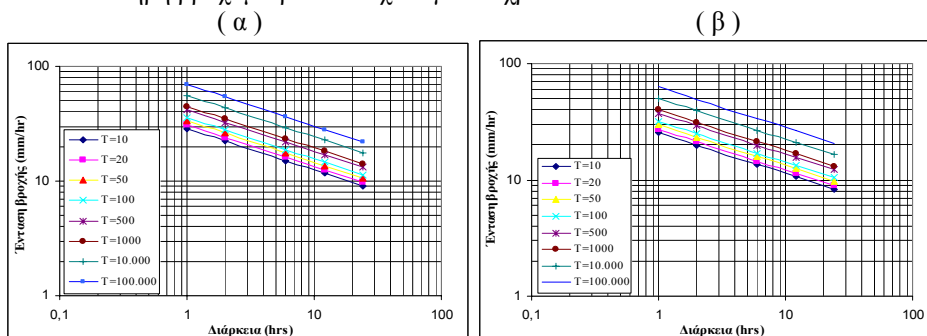 ( α )
( β )
100
10
1
0,1
1
10
100
Ένταση βροχής (mm/hr)
Διάρκεια (hrs)
T=10
T=20
T=50
T=100
T=500
T=1000
T=10.000
T=100.000
100
10
1
0,1
1
10
100
Ένταση βροχής (mm/hr)
Διάρκεια (hrs)
T=10
T=20
T=50
T=100
T=500
T=1000
T=10.000
T=100.000